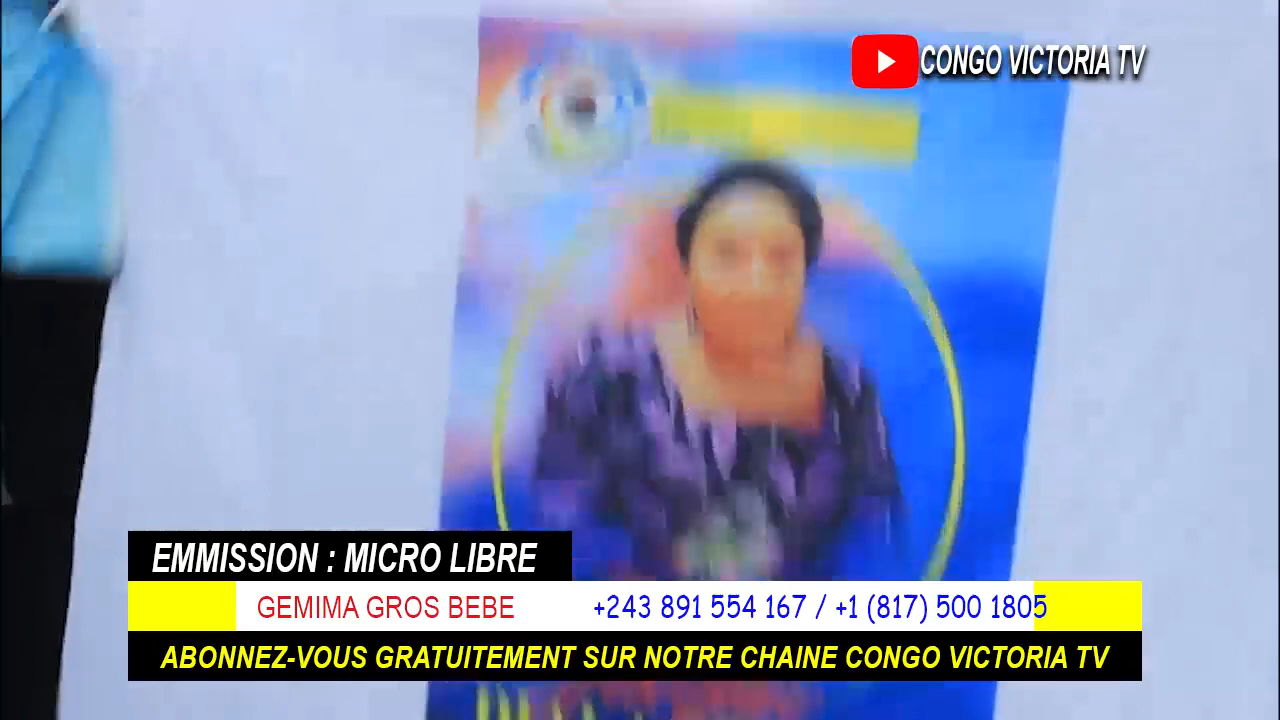 CONGO VICTORIA TV
EMMISSION : MICRO LIBRE
GEMIMA GROS BEBE +243 891 554 167 / +1 (817) 500 1805
ABONNEZ-VOUS GRATUITEMENT SUR NOTRE CHAINE CONGO VICTORIA TV